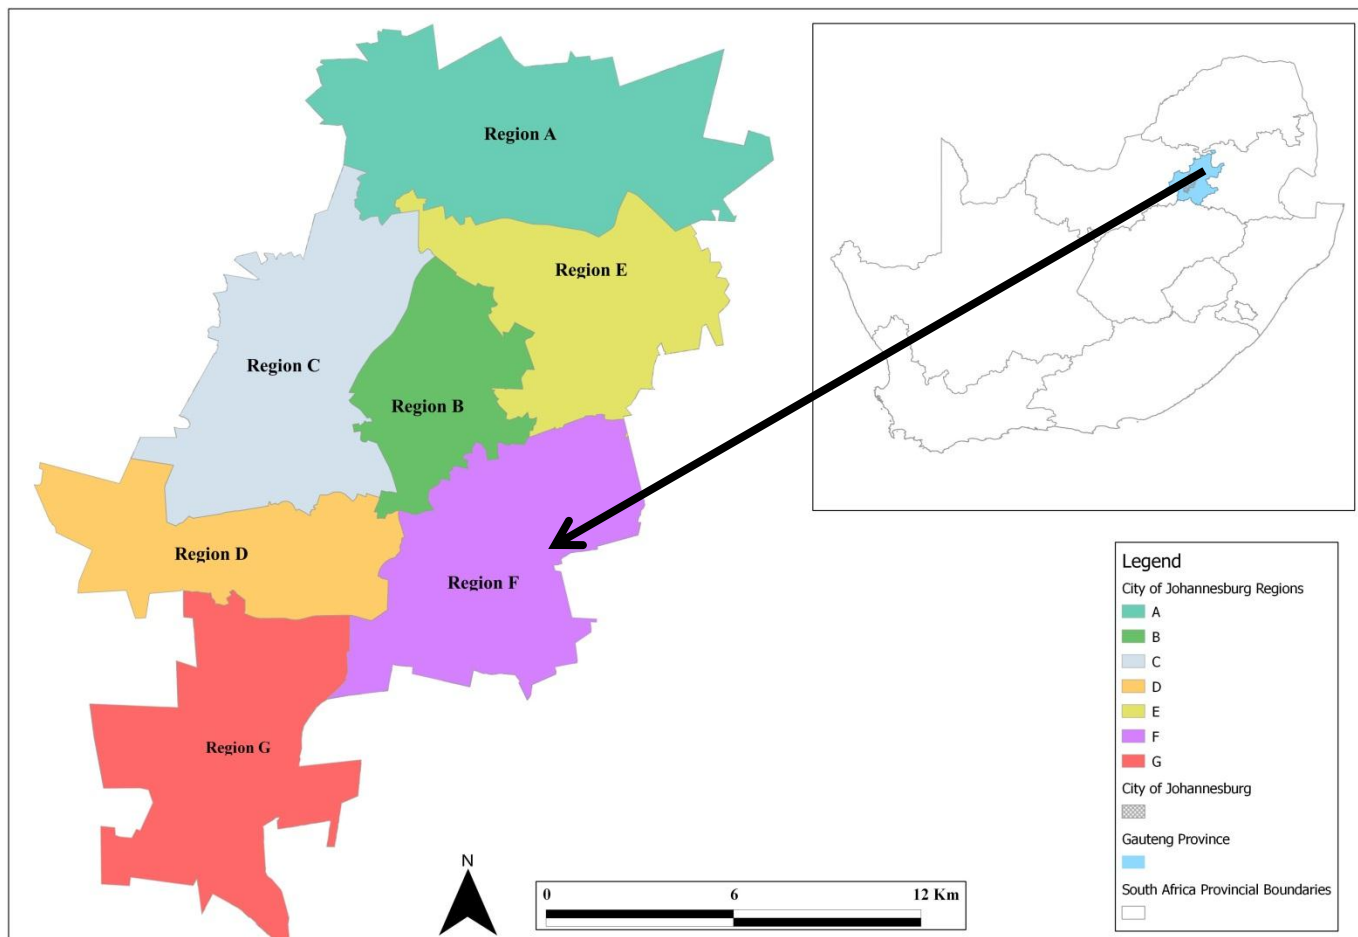 Region A
Region E
Region C
Region B
Region D
Region F
Region G
N
0 6 12 Km
Legend
City of Johannesburg Regions
A
B
C
D
E
F
G
City of Johannesburg
Gauteng Province
South Africa Provincial Boundaries